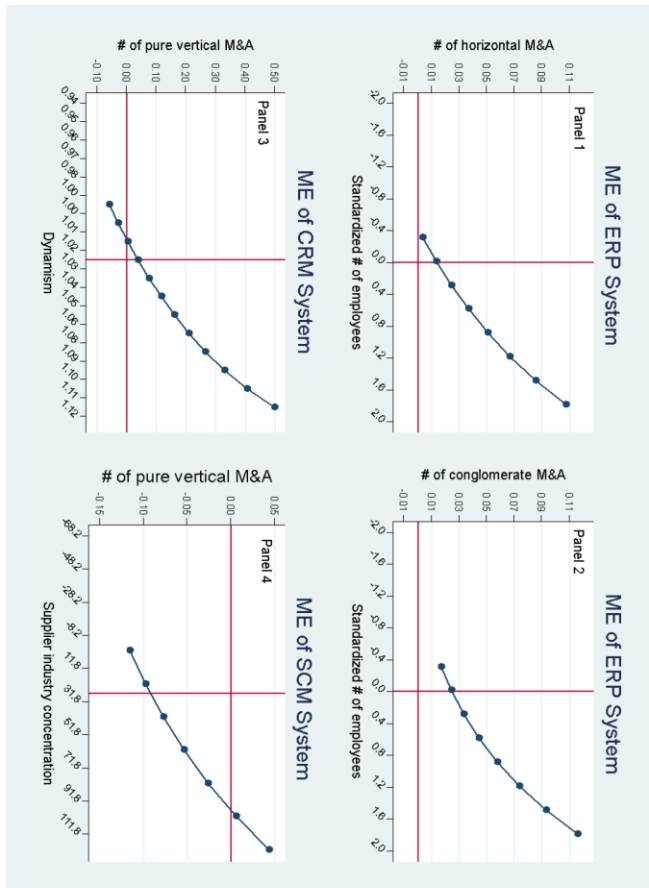 ME of ERP System
Panel 1
# of horizontal M&A
0.11
0.09
0.07
0.05
0.03
0.01
-0.01
-2.0 -1.6 -1.2 -0.8 -0.4 0.0 0.4 0.8 1.2 1.6 2.0
Standardized # of employees
ME of ERP System
Panel 2
# of conglomerate M&A
0.11
0.09
0.07
0.05
0.03
0.01
-0.01
-2.0 -1.6 -1.2 -0.8 -0.4 0.0 0.4 0.8 1.2 1.6 2.0
Standardized # of employees
ME of CRM System
Panel 3
# of pure vertical M&A
0.50
0.40
0.30
0.20
0.10
0.00
-0.10
0.94 0.95 0.96 0.97 0.98 1.00 1.00 1.01 1.02 1.03 1.04 1.05 1.06 1.08 1.09 1.10 1.11 1.12
Dynamism
ME of SCM System
Panel 4
# of pure vertical M&A
0.05
0.00
-0.05
-0.10
-0.15
-68.2 -48.2 -28.2 -8.2 11.8 31.8 51.8 71.8 91.8 111.8
Supplier industry concentration